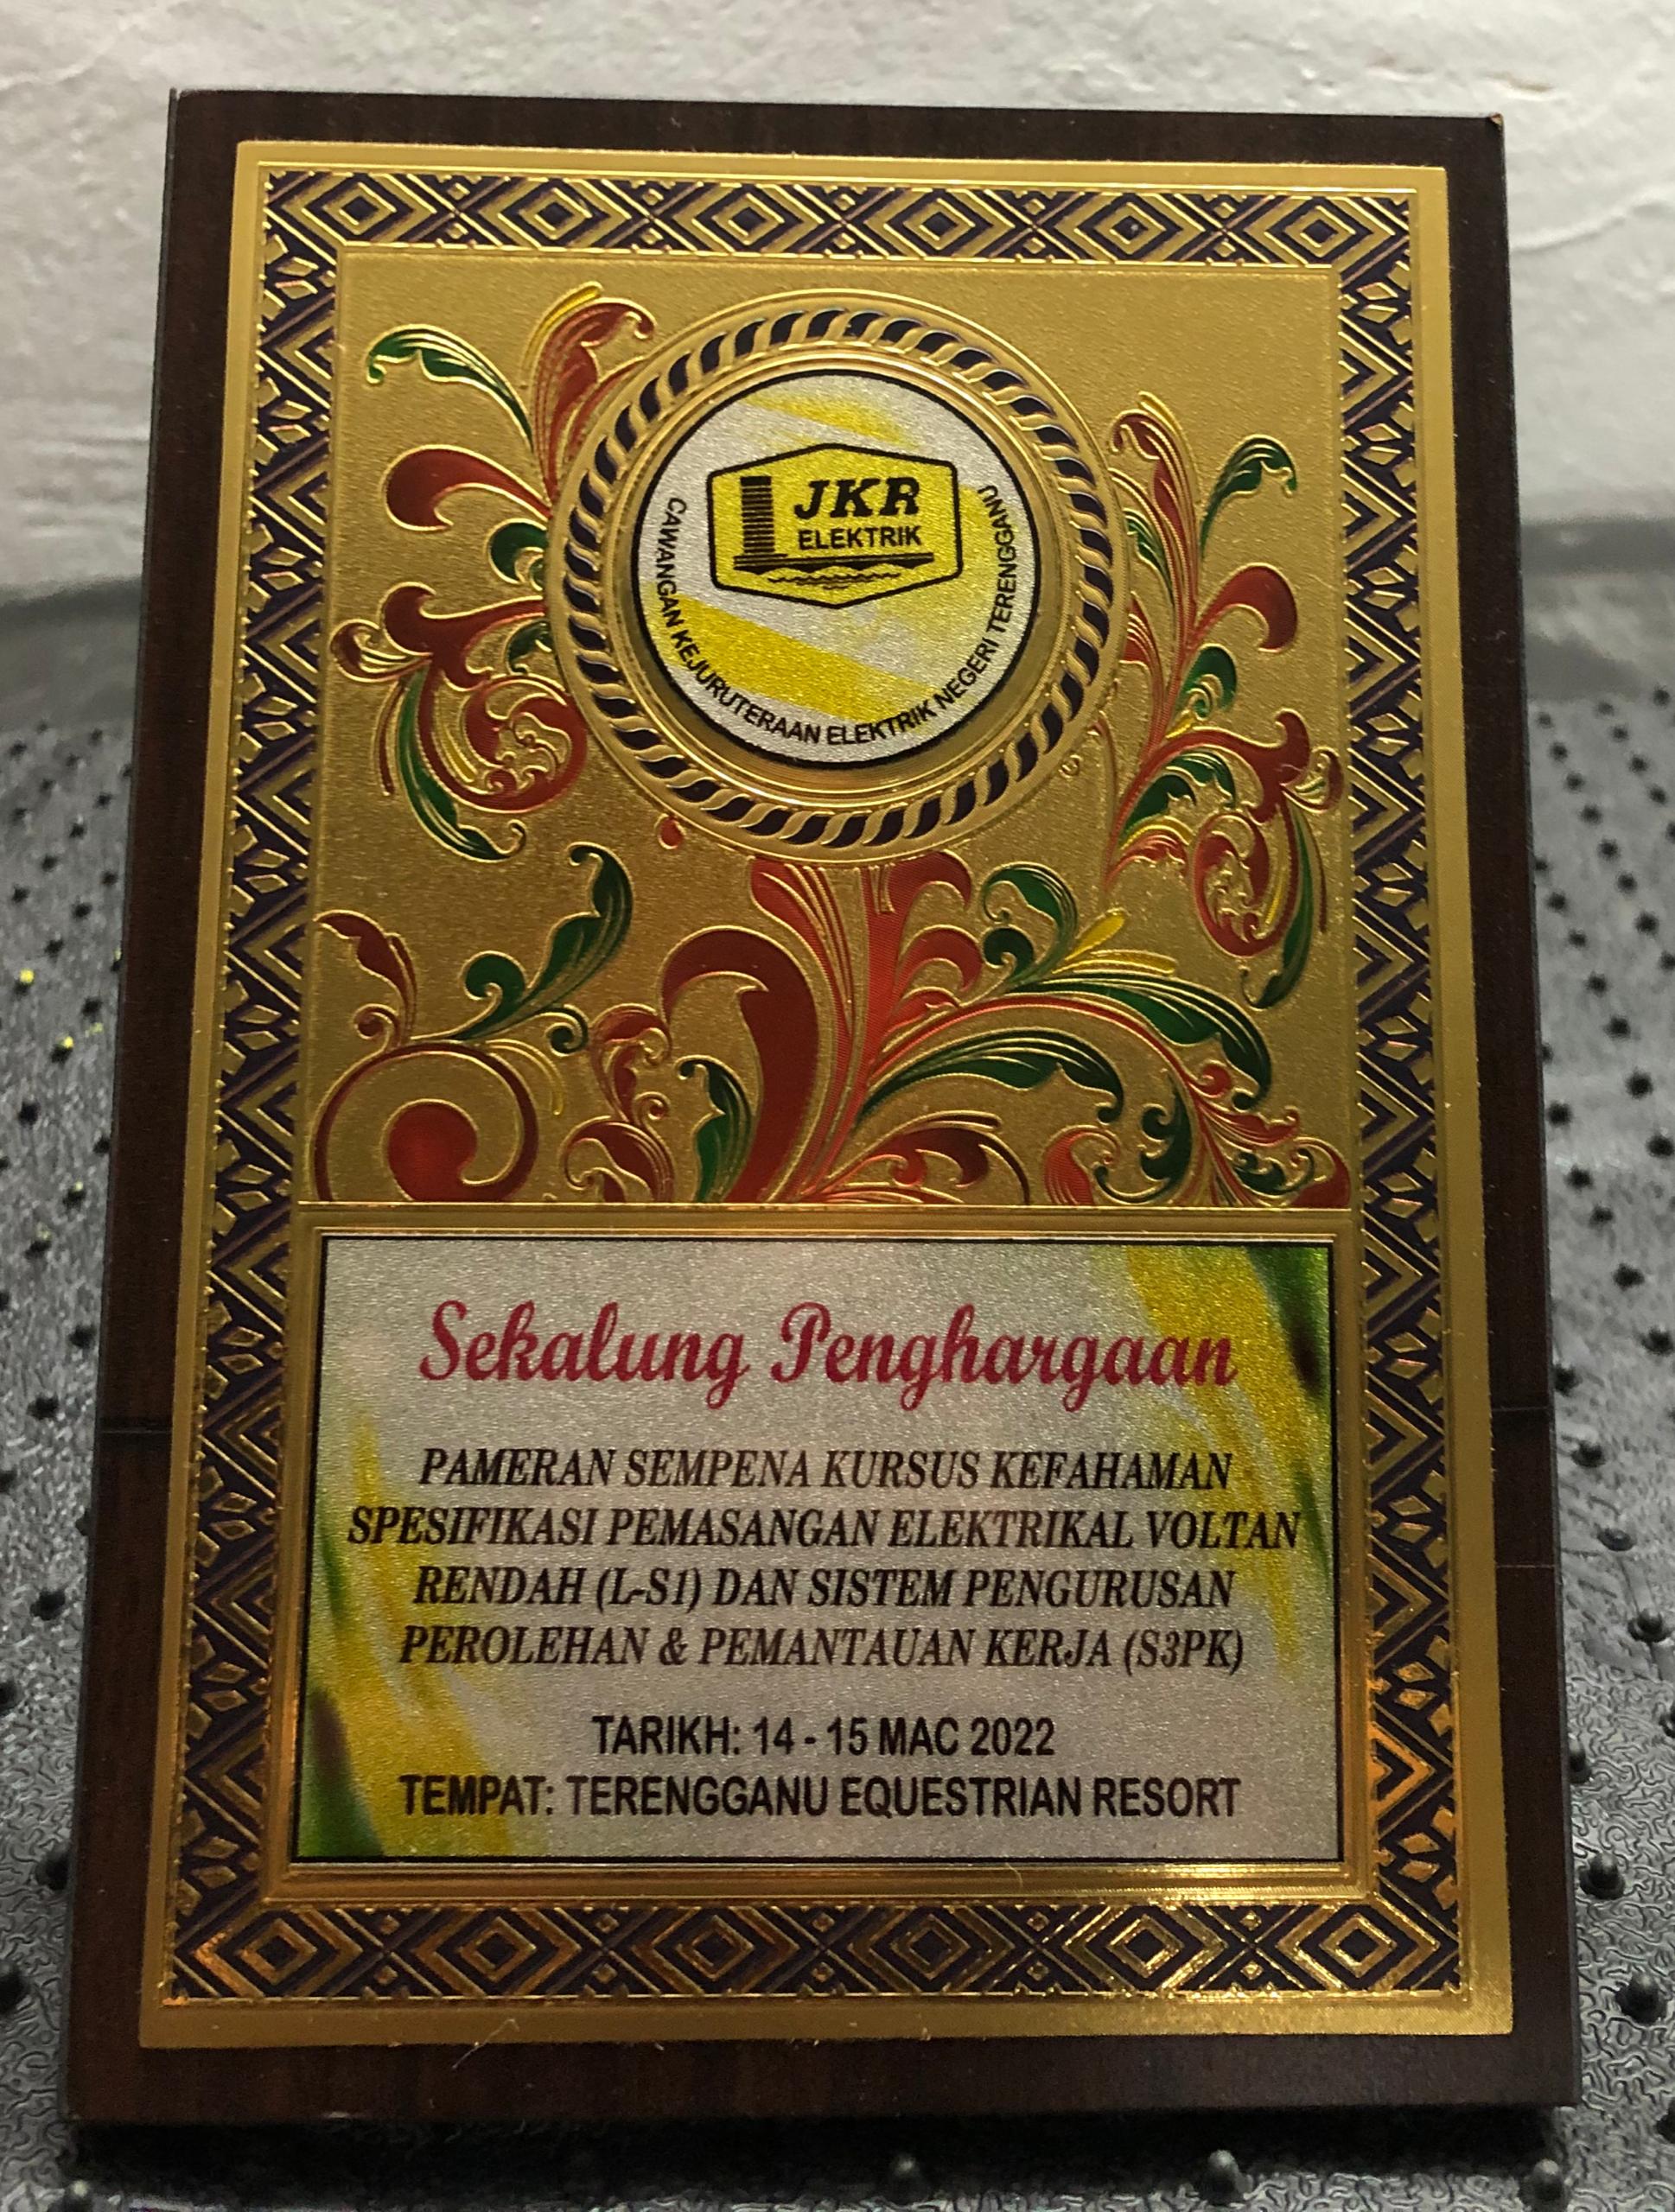 JKR
ELEKTRIK
CAWANGAN KEJURUTERAAN ELEKTRIK NEGERI TERENGGANU
Sekalung Penghargaan
PAMERAN SEMPENA KURSUS KEFAHAMAN
SPESIFIKASI PEMASANGAN ELEKTRIKAL VOLTAN
RENDAH (L-S1) DAN SISTEM PENGURUSAN
PEROLEHAN & PEMANTAUAN KERJA (S3PK)
TARIKH: 14 - 15 MAC 2022
TEMPAT: TERENGGANU EQUESTRIAN RESORT